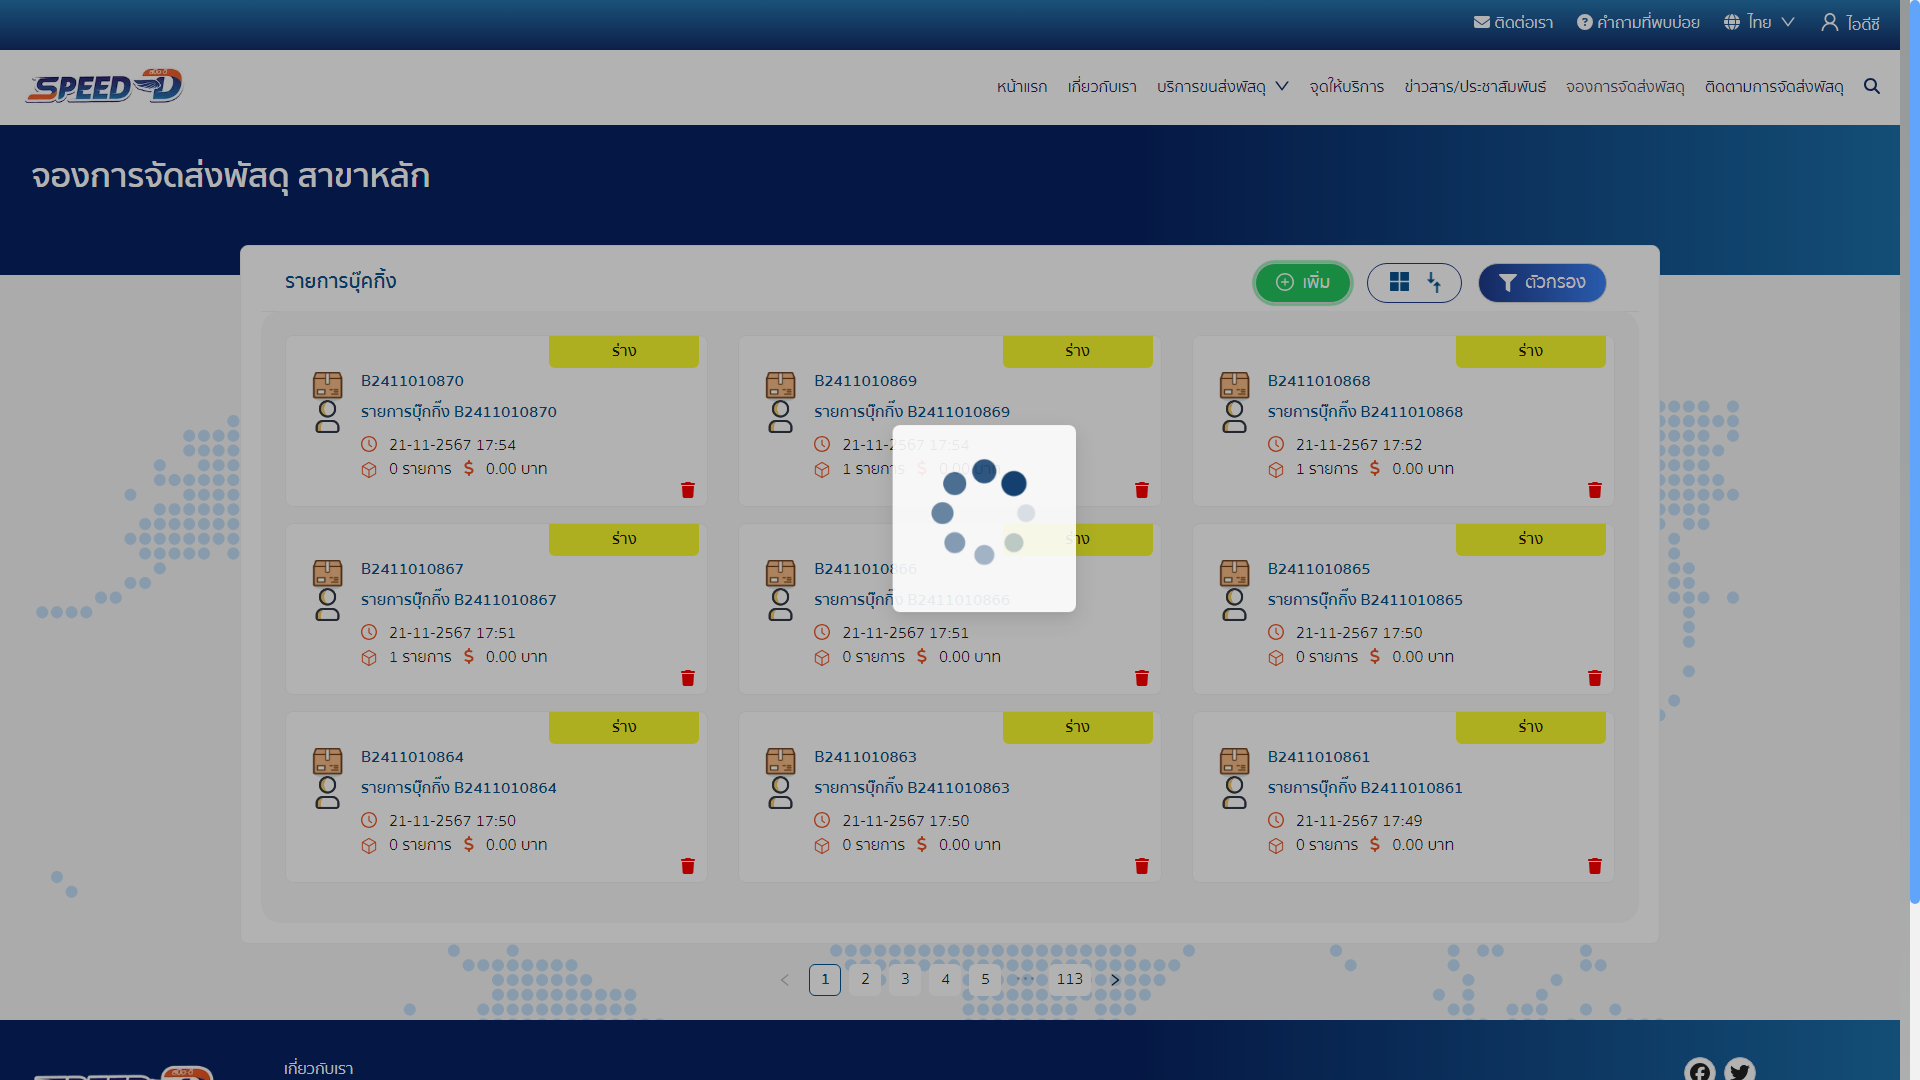 ติดต่อเรา คำถามที่พบบ่อย ไทย ไอดีซี
SPEED-D หน้าแรก เกี่ยวกับเรา บริการขนส่งพัสดุ จุดให้บริการ ข่าวสาร/ประชาสัมพันธ์ จองการจัดส่งพัสดุ ติดตามการจัดส่งพัสดุ
จองการจัดส่งพัสดุ สาขาหลัก
รายการบุ๊คกิ้ง เพิ่ม ตัวกรอง
ร่าง
B2411010870
รายการบุ๊กกิ๊ง B2411010870
21-11-2567 17:54
0 รายการ 0.00 บาท
ร่าง
B2411010869
รายการบุ๊กกิ๊ง B2411010869
21-11-2567 17:54
1 รายการ 0.00 บาท
ร่าง
B2411010868
รายการบุ๊กกิ๊ง B2411010868
21-11-2567 17:52
1 รายการ 0.00 บาท
ร่าง
B2411010867
รายการบุ๊กกิ๊ง B2411010867
21-11-2567 17:51
1 รายการ 0.00 บาท
ร่าง
B2411010866
รายการบุ๊กกิ๊ง B2411010866
21-11-2567 17:51
0 รายการ 0.00 บาท
ร่าง
B2411010865
รายการบุ๊กกิ๊ง B2411010865
21-11-2567 17:50
0 รายการ 0.00 บาท
ร่าง
B2411010864
รายการบุ๊กกิ๊ง B2411010864
21-11-2567 17:50
0 รายการ 0.00 บาท
ร่าง
B2411010863
รายการบุ๊กกิ๊ง B2411010863
21-11-2567 17:50
0 รายการ 0.00 บาท
ร่าง
B2411010861
รายการบุ๊กกิ๊ง B2411010861
21-11-2567 17:49
0 รายการ 0.00 บาท
1 2 3 4 5 ••• 113
เกี่ยวกับเรา